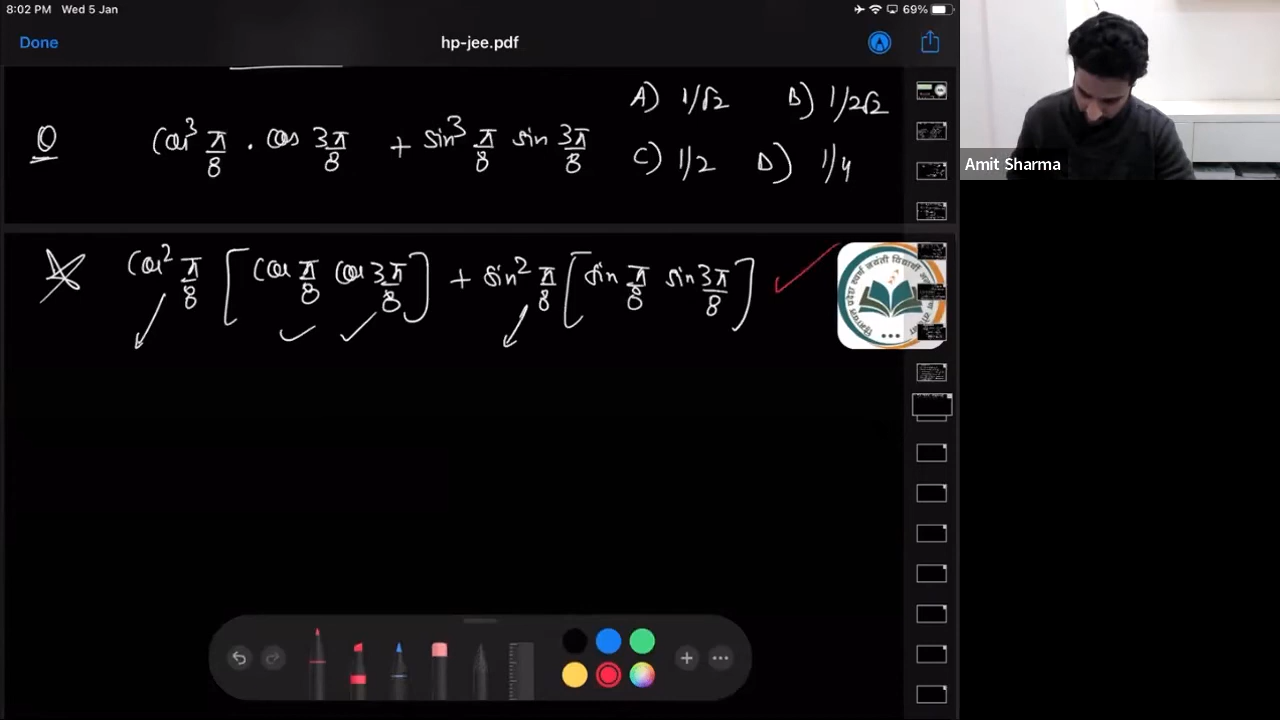 8:02 PM Wed 5 Jan 69%
Done hp-jee.pdf
Q cos³ π/8 . cos 3π/8 + sin³ π/8 sin 3π/8
A) 1/√2 B) 1/2√2
C) 1/2 D) 1/4
cos² π/8 [cos π/8 cos 3π/8] + sin² π/8 [sin π/8 sin 3π/8]
Amit Sharma